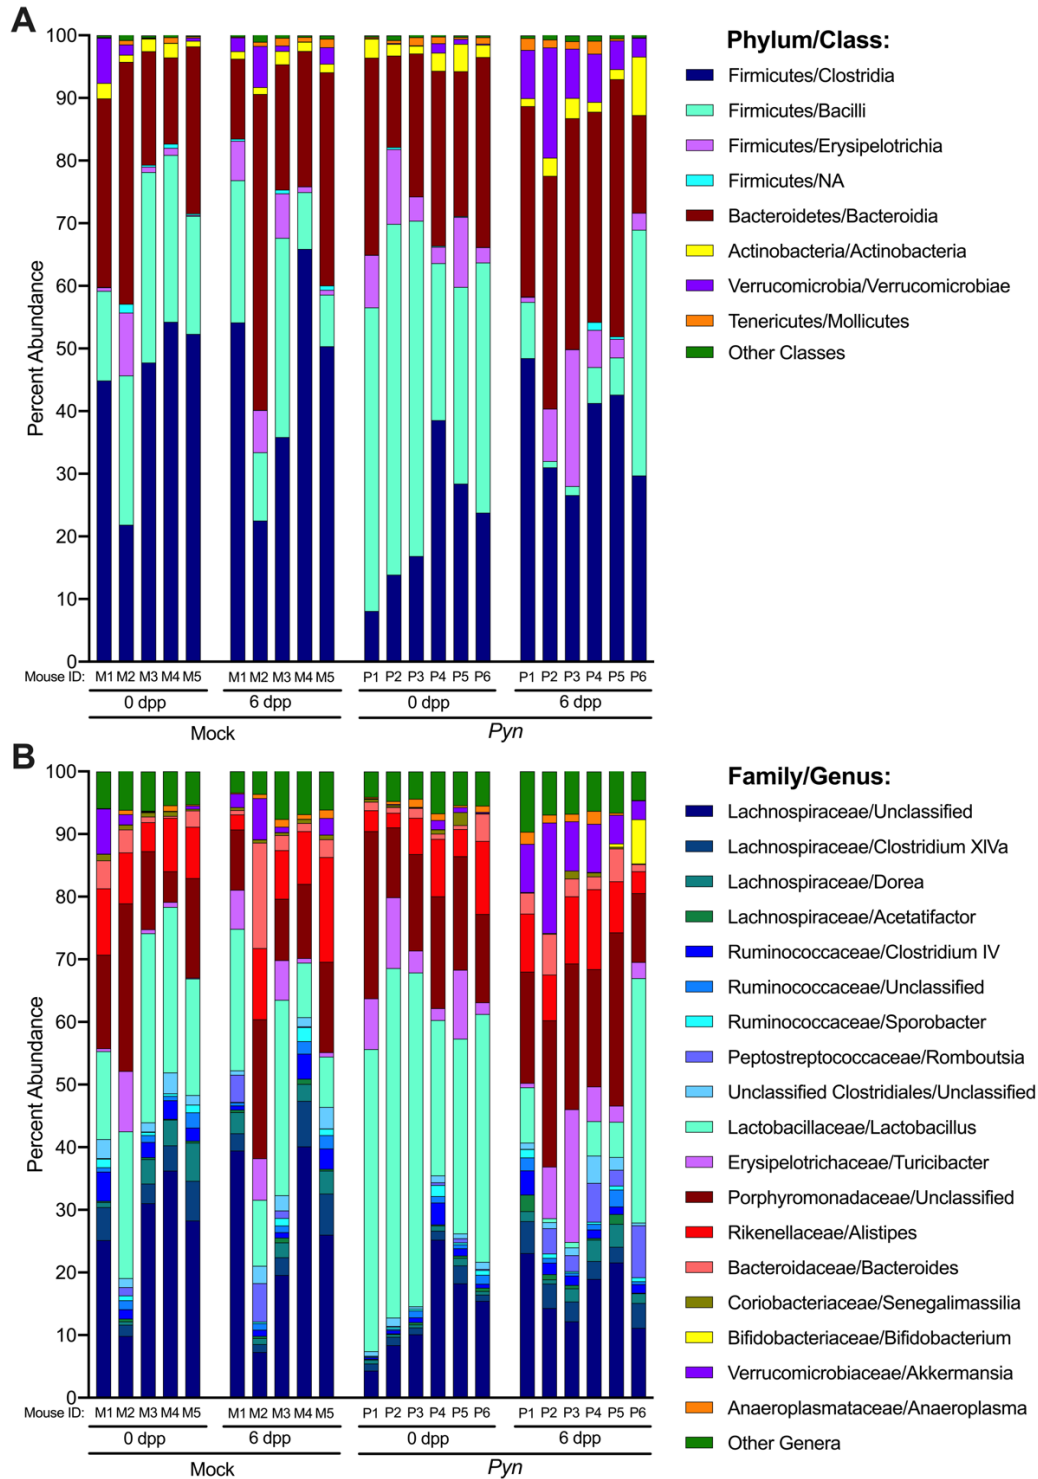 A
Phylum/Class:
Firmicutes/Clostridia
Firmicutes/Bacilli
Firmicutes/Erysipelotrichia
Firmicutes/NA
Bacteroidetes/Bacteroidia
Actinobacteria/Actinobacteria
Verrucomicrobia/Verrucomicrobiae
Tenericutes/Mollicutes
Other Classes
Percent Abundance
100
90
80
70
60
50
40
30
20
10
0
Mouse ID: M1 M2 M3 M4 M5 M1 M2 M3 M4 M5 P1 P2 P3 P4 P5 P6 P1 P2 P3 P4 P5 P6
0 dpp 6 dpp 0 dpp 6 dpp
Mock Pyn
B
Family/Genus:
Lachnospiraceae/Unclassified
Lachnospiraceae/Clostridium XIVa
Lachnospiraceae/Dorea
Lachnospiraceae/Acetatifactor
Ruminococcaceae/Clostridium IV
Ruminococcaceae/Unclassified
Ruminococcaceae/Sporobacter
Peptostreptococcaceae/Romboutsia
Unclassified Clostridiales/Unclassified
Lactobacillaceae/Lactobacillus
Erysipelotrichaceae/Turicibacter
Porphyromonadaceae/Unclassified
Rikenellaceae/Alistipes
Bacteroidaceae/Bacteroides
Coriobacteriaceae/Senegalimassilia
Bifidobacteriaceae/Bifidobacterium
Verrucomicrobiaceae/Akkermansia
Anaeroplasmataceae/Anaeroplasma
Other Genera
Percent Abundance
100
90
80
70
60
50
40
30
20
10
0
Mouse ID: M1 M2 M3 M4 M5 M1 M2 M3 M4 M5 P1 P2 P3 P4 P5 P6 P1 P2 P3 P4 P5 P6
0 dpp 6 dpp 0 dpp 6 dpp
Mock Pyn